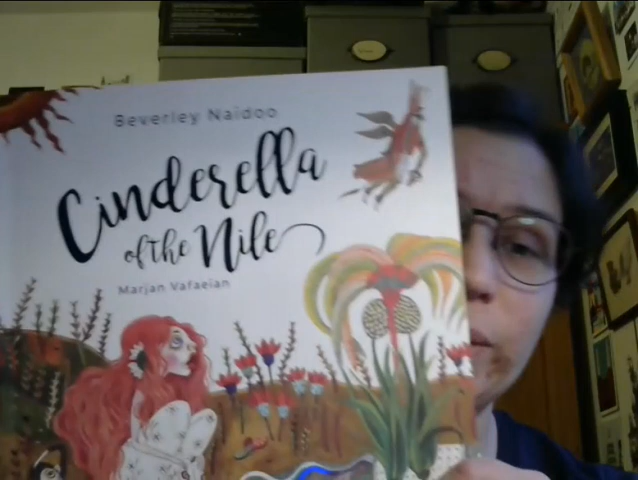 Beverley Naidoo
Cinderella
of the Nile
Marjan Vafaeian